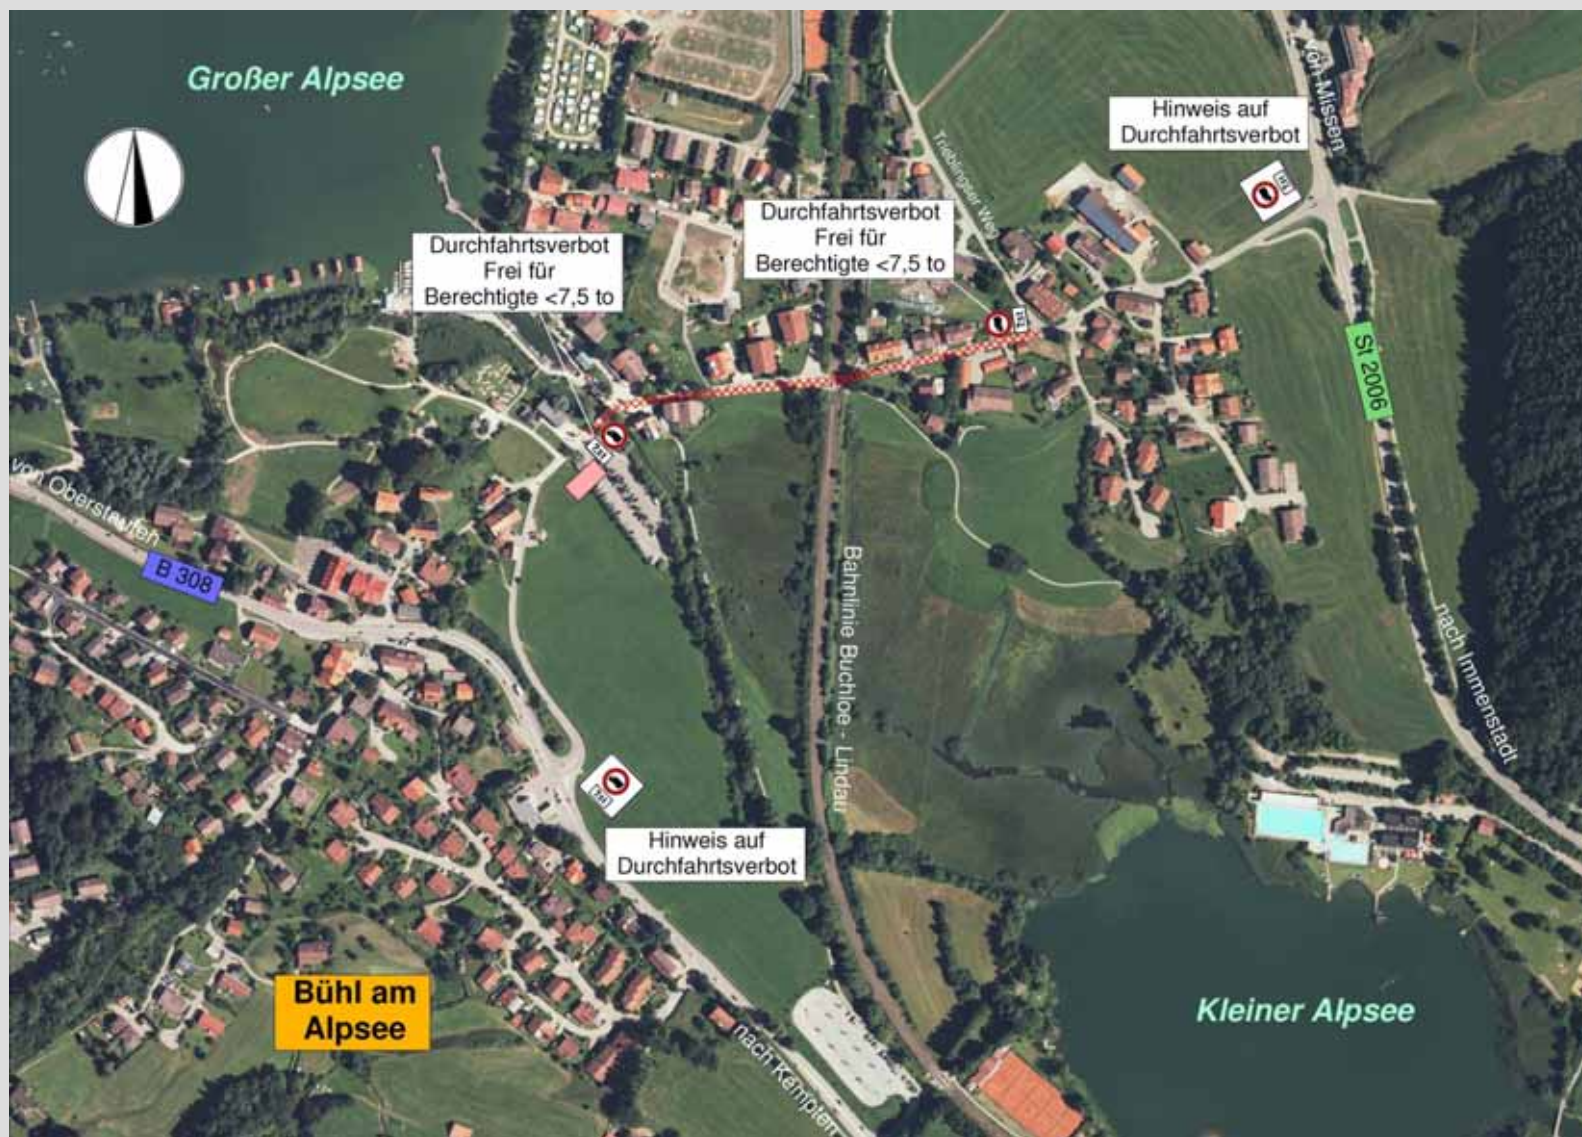 Großer Alpsee
Hinweis auf
Durchfahrtsverbot
von Missen
Trieblingser Weg
Durchfahrtsverbot
Frei für
Berechtigte <7,5 to
Durchfahrtsverbot
Frei für
Berechtigte <7,5 to
St 2006
von Oberstaufen
B 308
Bahnlinie Buchloe - Lindau
nach Immenstadt
Hinweis auf
Durchfahrtsverbot
Bühl am
Alpsee
nach Kempten
Kleiner Alpsee